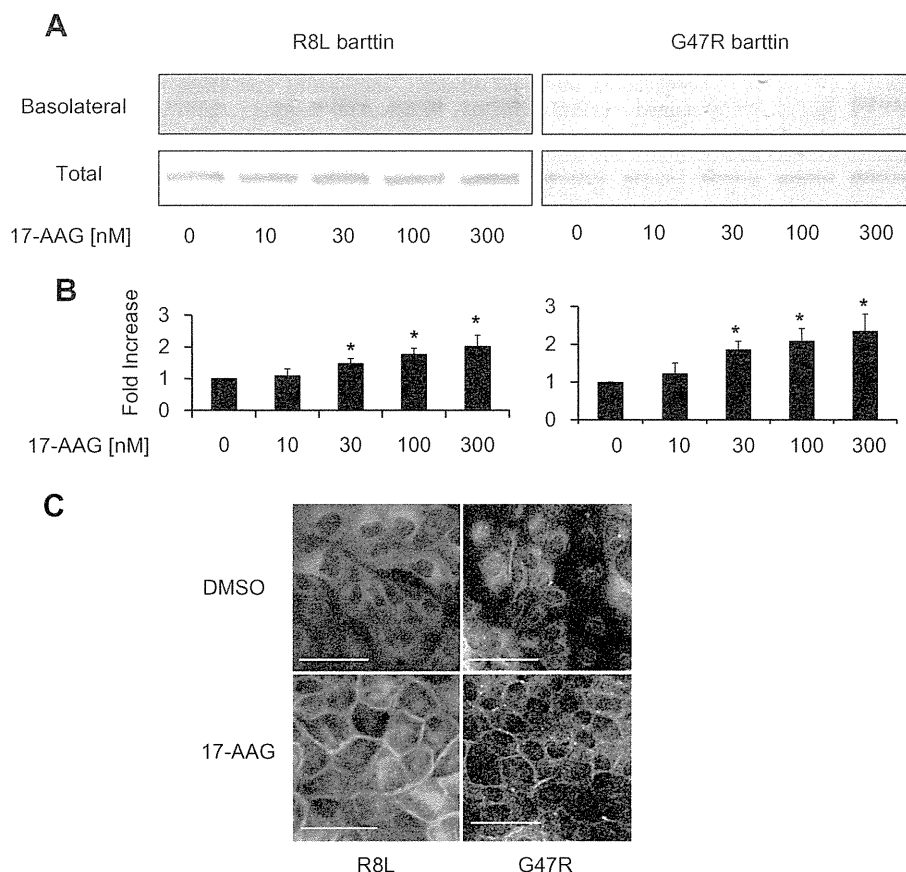 A
R8L barttin G47R barttin
Basolateral
Total
17-AAG [nM] 0 10 30 100 300 0 10 30 100 300
B
Fold Increase
3
2
1
0
* * *
17-AAG [nM] 0 10 30 100 300
3
2
1
0
* * *
0 10 30 100 300
C
DMSO
17-AAG
R8L G47R